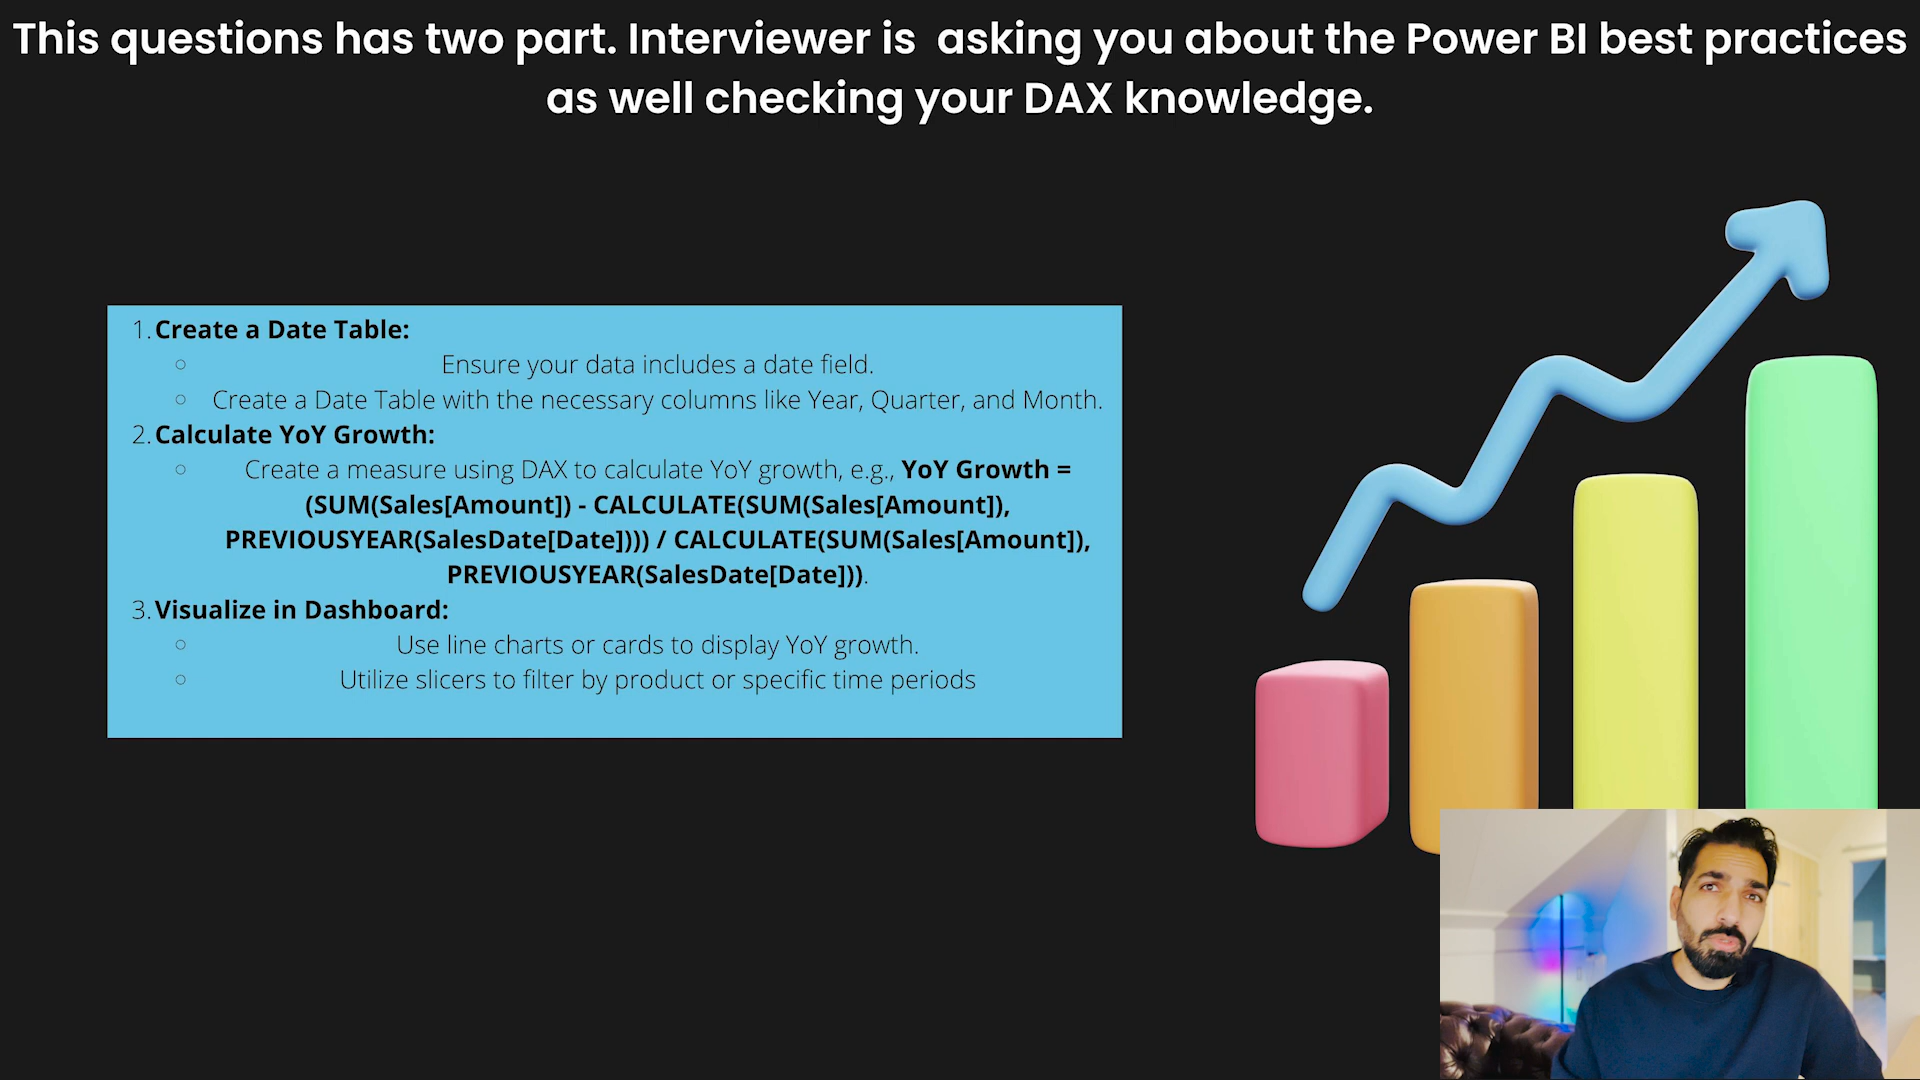 This questions has two part. Interviewer is  asking you about the Power BI best practices
as well checking your DAX knowledge.
1. Create a Date Table:
○ Ensure your data includes a date field.
○ Create a Date Table with the necessary columns like Year, Quarter, and Month.
2. Calculate YoY Growth:
○ Create a measure using DAX to calculate YoY growth, e.g., YoY Growth =
(SUM(Sales[Amount]) - CALCULATE(SUM(Sales[Amount]),
PREVIOUSYEAR(SalesDate[Date]))) / CALCULATE(SUM(Sales[Amount]),
PREVIOUSYEAR(SalesDate[Date])).
3. Visualize in Dashboard:
○ Use line charts or cards to display YoY growth.
○ Utilize slicers to filter by product or specific time periods